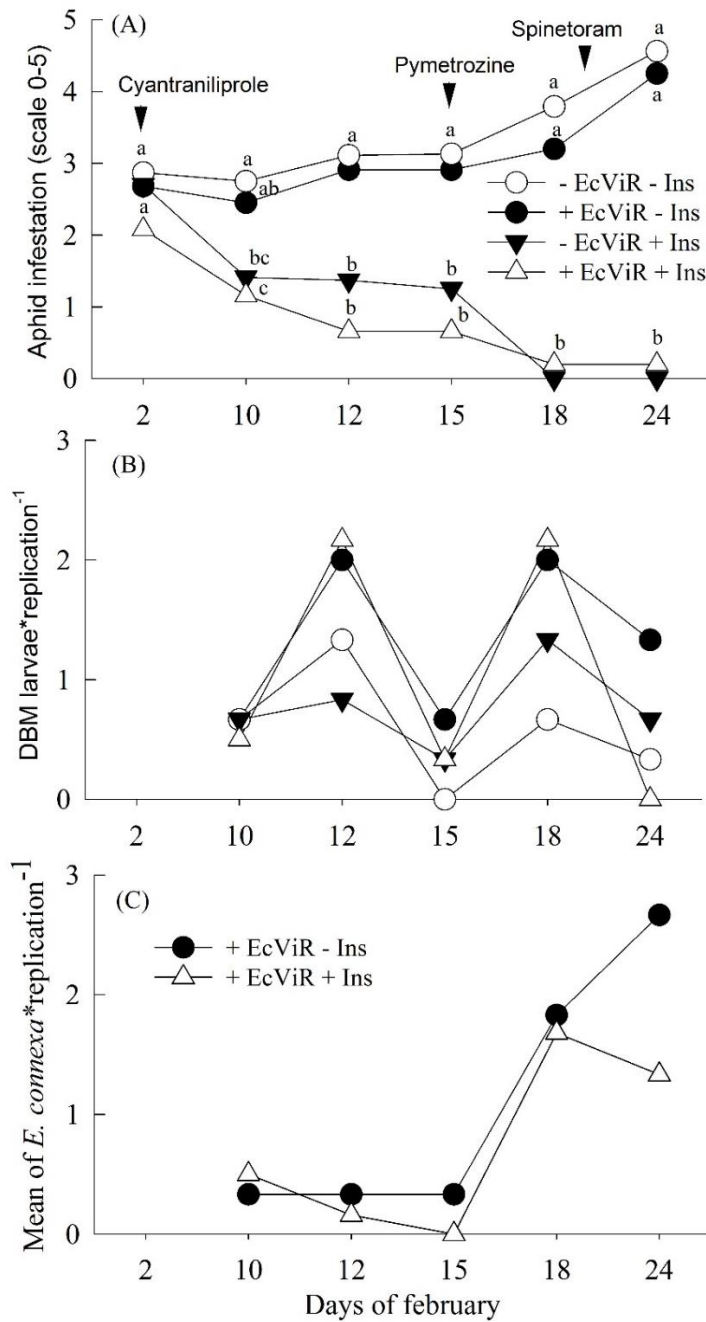 (A)
Spinetoram
Pymetrozine
Cyantraniliprole
Aphid infestation (scale 0-5)
5
4
3
2
1
0
a
a
a
a
a
a
ab
a
a
a
bc
b
b
c
b
b
b
b
- EcViR - Ins
+ EcViR - Ins
- EcViR + Ins
+ EcViR + Ins
2 10 12 15 18 24
(B)
DBM larvae*replication-1
3
2
1
0
2 10 12 15 18 24
(C)
Mean of E. connexa*replication-1
3
2
1
0
+ EcViR - Ins
+ EcViR + Ins
2 10 12 15 18 24
Days of february